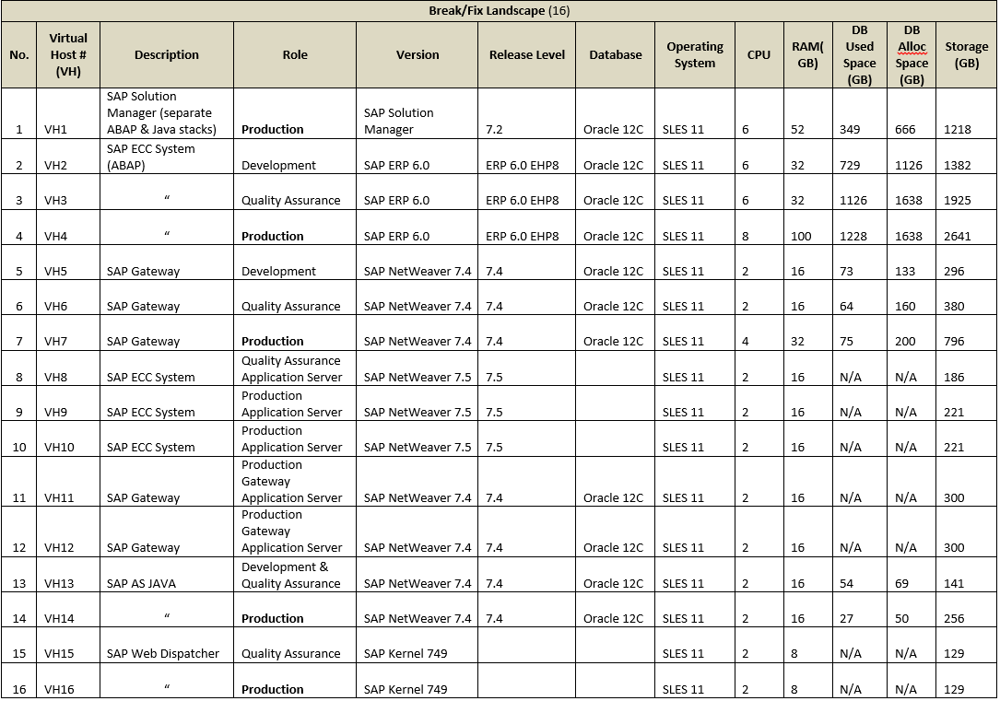 Break/Fix Landscape (16)
No. Virtual Host # (VH) Description Role Version Release Level Database Operating System CPU RAM( GB) DB Used Space (GB) DB Alloc Space (GB) Storage (GB)
1 VH1 SAP Solution Manager (separate ABAP & Java stacks) Production SAP Solution Manager 7.2 Oracle 12C SLES 11 6 52 349 666 1218
2 VH2 SAP ECC System (ABAP) Development SAP ERP 6.0 ERP 6.0 EHP8 Oracle 12C SLES 11 6 32 729 1126 1382
3 VH3 “ Quality Assurance SAP ERP 6.0 ERP 6.0 EHP8 Oracle 12C SLES 11 6 32 1126 1638 1925
4 VH4 “ Production SAP ERP 6.0 ERP 6.0 EHP8 Oracle 12C SLES 11 8 100 1228 1638 2641
5 VH5 SAP Gateway Development SAP NetWeaver 7.4 7.4 Oracle 12C SLES 11 2 16 73 133 296
6 VH6 SAP Gateway Quality Assurance SAP NetWeaver 7.4 7.4 Oracle 12C SLES 11 2 16 64 160 380
7 VH7 SAP Gateway Production SAP NetWeaver 7.4 7.4 Oracle 12C SLES 11 4 32 75 200 796
8 VH8 SAP ECC System Quality Assurance Application Server SAP NetWeaver 7.5 7.5 SLES 11 2 16 N/A N/A 186
9 VH9 SAP ECC System Production Application Server SAP NetWeaver 7.5 7.5 SLES 11 2 16 N/A N/A 221
10 VH10 SAP ECC System Production Application Server SAP NetWeaver 7.5 7.5 SLES 11 2 16 N/A N/A 221
11 VH11 SAP Gateway Production Gateway Application Server SAP NetWeaver 7.4 7.4 Oracle 12C SLES 11 2 16 N/A N/A 300
12 VH12 SAP Gateway Production Gateway Application Server SAP NetWeaver 7.4 7.4 Oracle 12C SLES 11 2 16 N/A N/A 300
13 VH13 SAP AS JAVA Development & Quality Assurance SAP NetWeaver 7.4 7.4 Oracle 12C SLES 11 2 16 54 69 141
14 VH14 “ Production SAP NetWeaver 7.4 7.4 Oracle 12C SLES 11 2 16 27 50 256
15 VH15 SAP Web Dispatcher Quality Assurance SAP Kernel 749 SLES 11 2 8 N/A N/A 129
16 VH16 “ Production SAP Kernel 749 SLES 11 2 8 N/A N/A 129